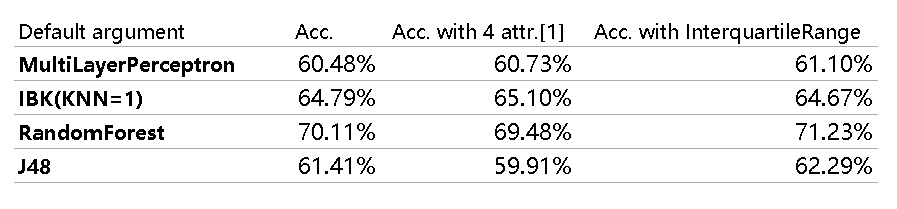 Default argument Acc. Acc. with 4 attr.[1] Acc. with InterquartileRange
MultiLayerPerceptron 60.48% 60.73% 61.10%
IBK(KNN=1) 64.79% 65.10% 64.67%
RandomForest 70.11% 69.48% 71.23%
J48 61.41% 59.91% 62.29%